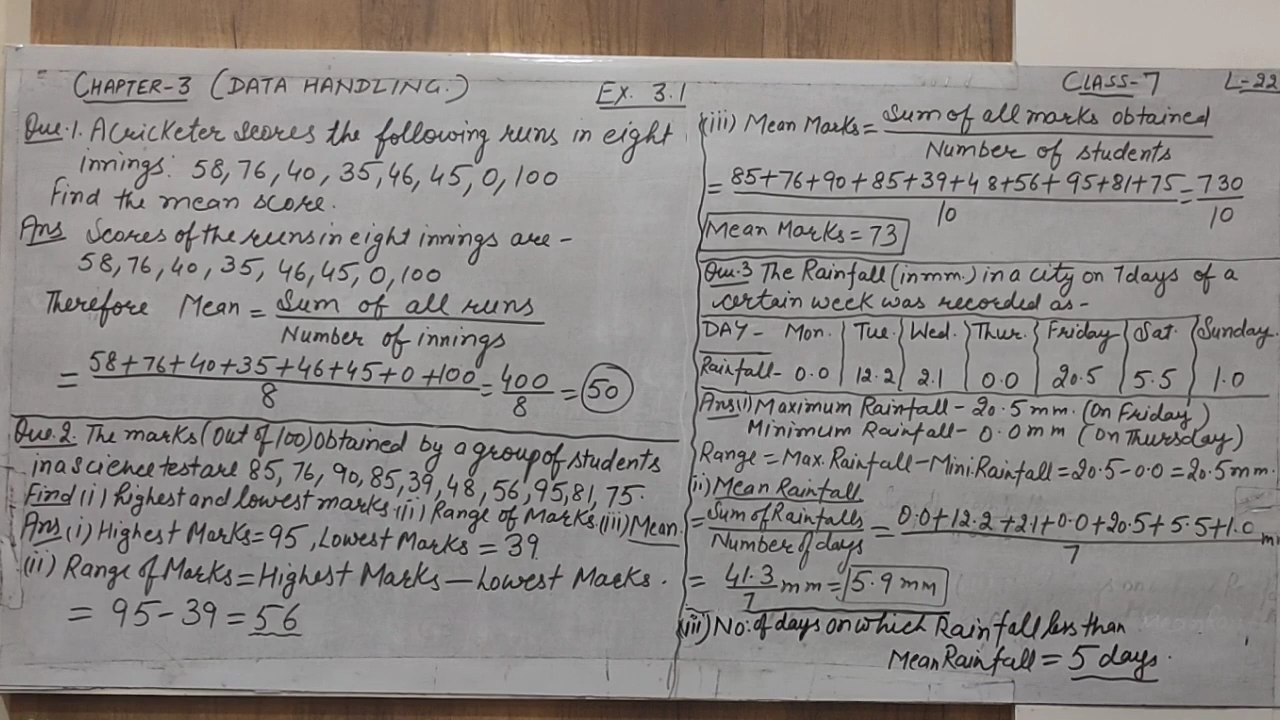 CHAPTER-3 (DATA HANDLING.)
EX. 3.1
CLASS-7
L-22
Que.1. A Cricketer scores the following runs in eight
innings: 58, 76, 40, 35, 46, 45, 0, 100
Find the mean score.
Ans Scores of the runs in eight innings are -
58, 76, 40, 35, 46, 45, 0, 100
Therefore Mean = Sum of all runs
Number of innings
= 58+76+40+35+46+45+0+100 = 400 = 50
8 8
Que.2. The marks (out of 100) obtained by a group of students
in a science test are 85, 76, 90, 85, 39, 48, 56, 95, 81, 75.
Find (i) highest and lowest marks. (ii) Range of Marks. (iii) Mean.
Ans (i) Highest Marks = 95, Lowest Marks = 39
(ii) Range of Marks = Highest Marks - Lowest Marks.
= 95 - 39 = 56
(iii) Mean Marks = Sum of all marks obtained
Number of students
= 85+76+90+85+39+48+56+95+81+75 = 730
10 10
Mean Marks = 73
Que.3 The Rainfall (in mm.) in a city on 7 days of a
certain week was recorded as -
DAY - Mon. Tue. Wed. Thur. Friday Sat. Sunday.
Rainfall - 0.0 12.2 2.1 0.0 20.5 5.5 1.0
Ans (i) Maximum Rainfall - 20.5 mm. (On Friday)
Minimum Rainfall - 0.0 mm (On Thursday)
Range = Max. Rainfall - Mini. Rainfall = 20.5 - 0.0 = 20.5 mm.
(ii) Mean Rainfall
= Sum of Rainfalls = 0.0+12.2+2.1+0.0+20.5+5.5+1.0 m
Number of days 7
= 41.3 mm = 5.9 mm
7
(iii) No. of days on which Rainfall less than
Mean Rainfall = 5 days.